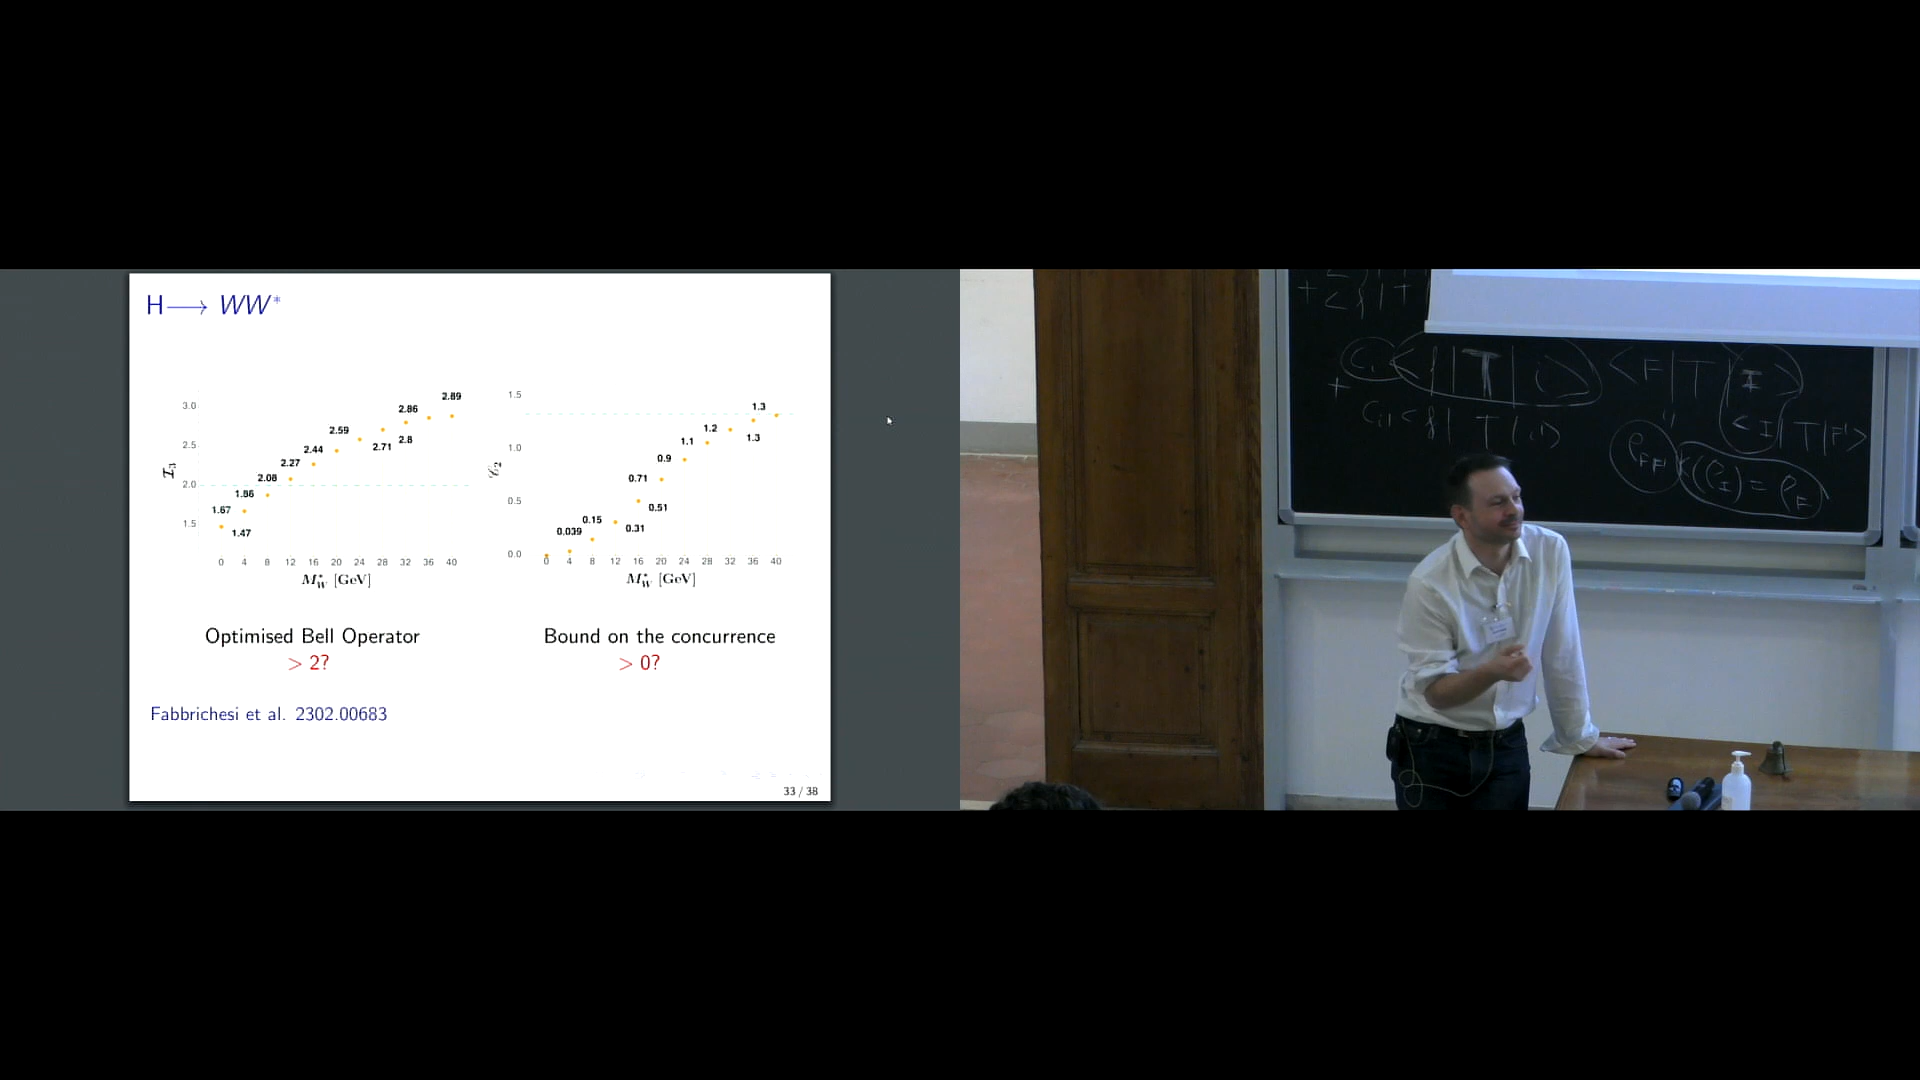 H ⟶ WW*
3.0
2.5
2.0
1.5
ℐ₃
1.67
1.47
1.86
2.08
2.27
2.44
2.59
2.71
2.86
2.8
2.89
0 4 8 12 16 20 24 28 32 36 40
M*_W [GeV]
1.5
1.0
0.5
0.0
𝒞₂
0.039
0.15
0.31
0.71
0.51
0.9
1.1
1.2
1.3
1.3
0 4 8 12 16 20 24 28 32 36 40
M*_W [GeV]
Optimised Bell Operator
> 2?
Bound on the concurrence
> 0?
Fabbrichesi et al. 2302.00683
33 / 38
<F|T|I>
<I|T|F'>